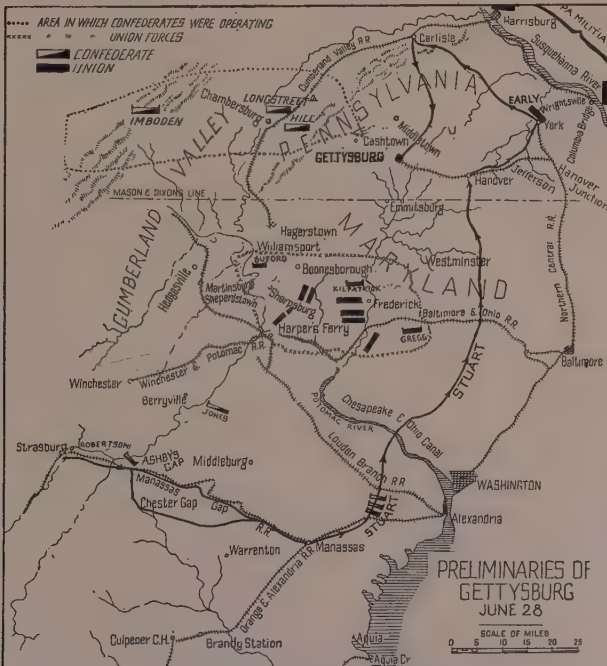 AREA IN WHICH CONFEDERATES WERE OPERATING
" " " UNION FORCES
CONFEDERATE
UNION
Harrisburg
PA. MILITIA
Susquehanna River
Carlisle
Cumberland Valley R.R.
PENNSYLVANIA
LONGSTREET
Chambersburg
HILL
IMBODEN
VALLEY
EARLY
Wrightsville
York
Columbia Bridge
Middletown
Cashtown
GETTYSBURG
Hanover
Jefferson
Hanover Junction
MASON & DIXONS LINE
Emmitsburg
CUMBERLAND
MARYLAND
Hagerstown
Williamsport
BUFORD
Westminster
Northern Central R.R.
Hedgsville
Boonesborough
KILPATRICK
Martinsburg
Sheperdstown
Sharpsburg
Frederick
Baltimore & Ohio R.R.
Harpers Ferry
GREGG
Baltimore
Winchester
Winchester & Potomac R.R.
STUART
Berryville
JONES
POTOMAC RIVER
Chesapeake & Ohio Canal
Strasburg
ROBERTSON
ASHBY'S GAP
Middleburg
Louden Branch R.R.
WASHINGTON
Manassas Gap R.R.
Chester Gap
STUART
Alexandria
Warrenton
Manassas
Orange & Alexandria R.R.
PRELIMINARIES OF
GETTYSBURG
JUNE 28
SCALE OF MILES
0 5 10 15 20 25
Culpeper C.H.
Brandy Station
Aquia
Aquia Cr.